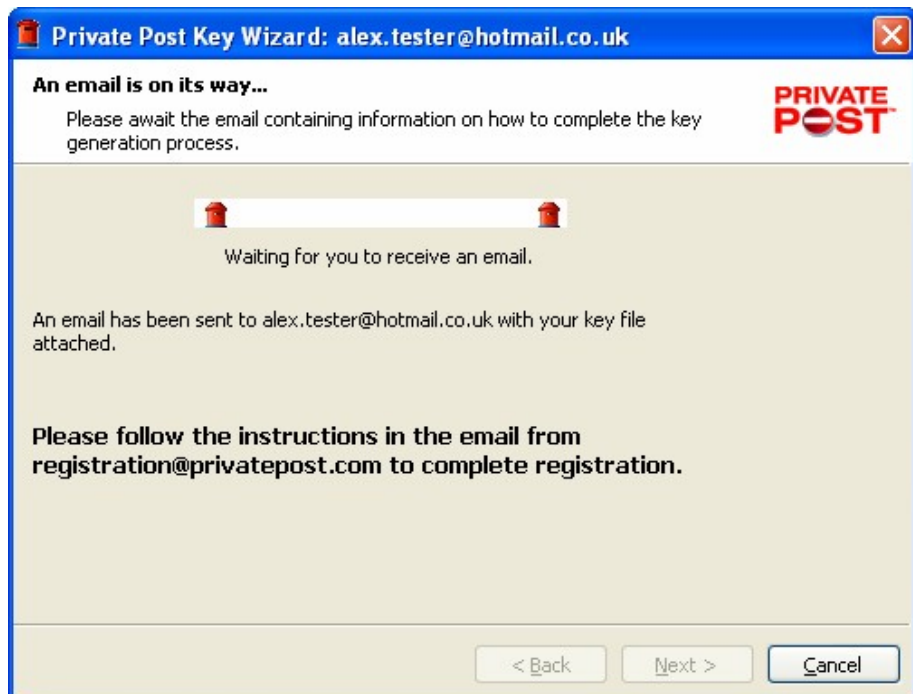 Private Post Key Wizard: alex.tester@hotmail.co.uk
An email is on its way...
Please await the email containing information on how to complete the key
generation process.
PRIVATE
POST
Waiting for you to receive an email.
An email has been sent to alex.tester@hotmail.co.uk with your key file
attached.
Please follow the instructions in the email from
registration@privatepost.com to complete registration.
< Back
Next >
Cancel